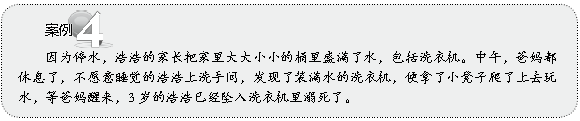 案例4
因为停水，浩浩的家长把家里大大小小的桶里盛满了水，包括洗衣机。中午，爸妈都
休息了，不愿意睡觉的浩浩上洗手间，发现了装满水的洗衣机，便拿了小凳子爬了上去玩
水，等爸妈醒来，3岁的浩浩已经坠入洗衣机里溺死了。